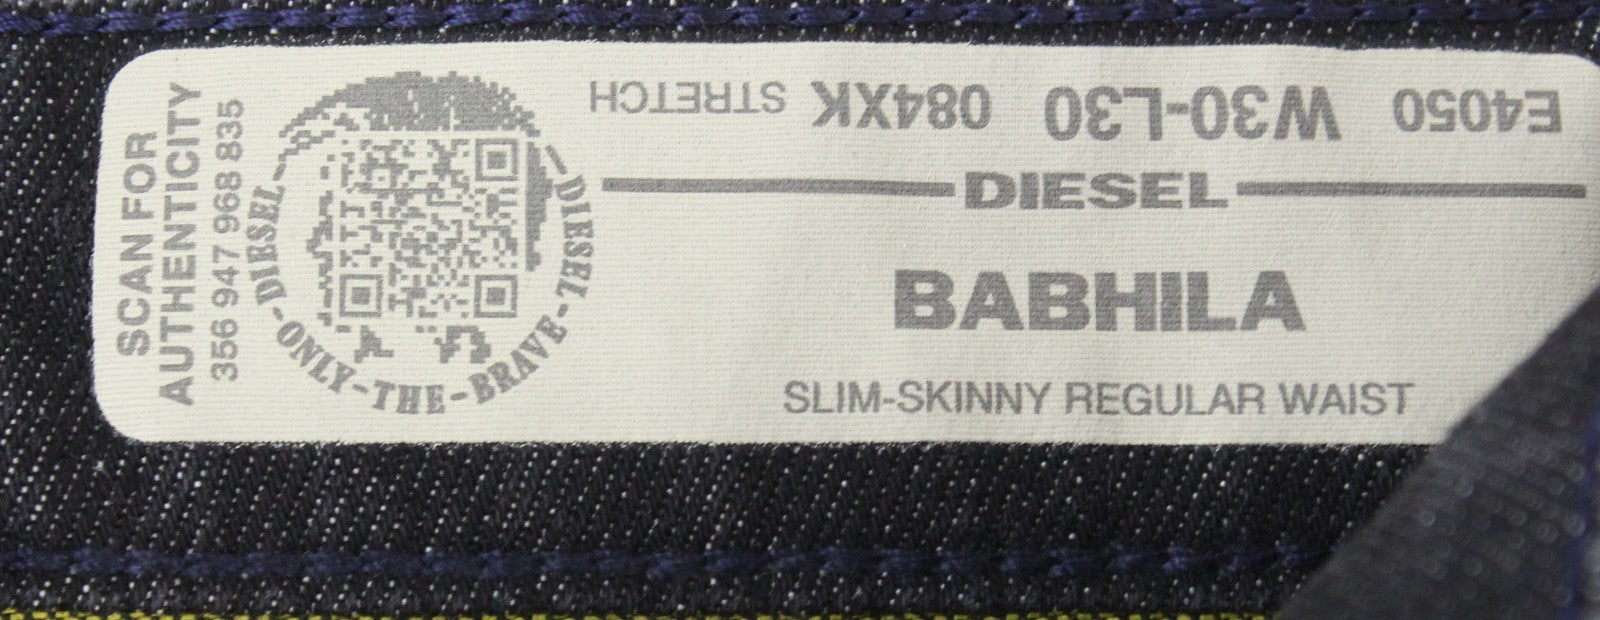 SCAN FOR
AUTHENTICITY
356 947 968 835
DIESEL-ONLY-THE-BRAVE-DIESEL-
E4050 W30-L30 084XK STRETCH
DIESEL
BABHILA
SLIM-SKINNY REGULAR WAIST